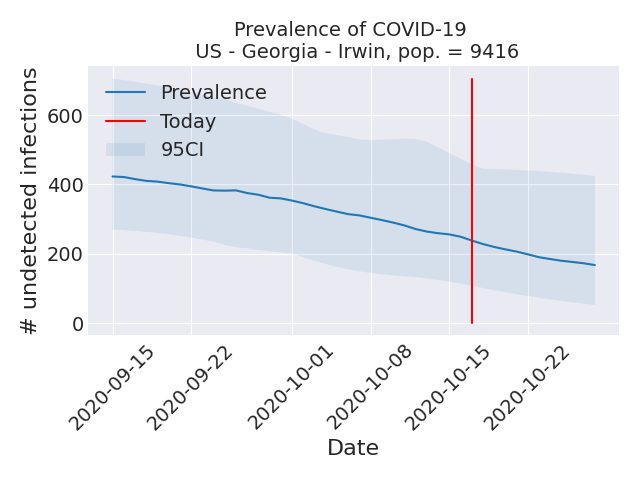 Prevalence of COVID-19
US - Georgia - Irwin, pop. = 9416
# undetected infections
600
400
200
0
Prevalence
Today
95CI
2020-09-15
2020-09-22
2020-10-01
2020-10-08
2020-10-15
2020-10-22
Date